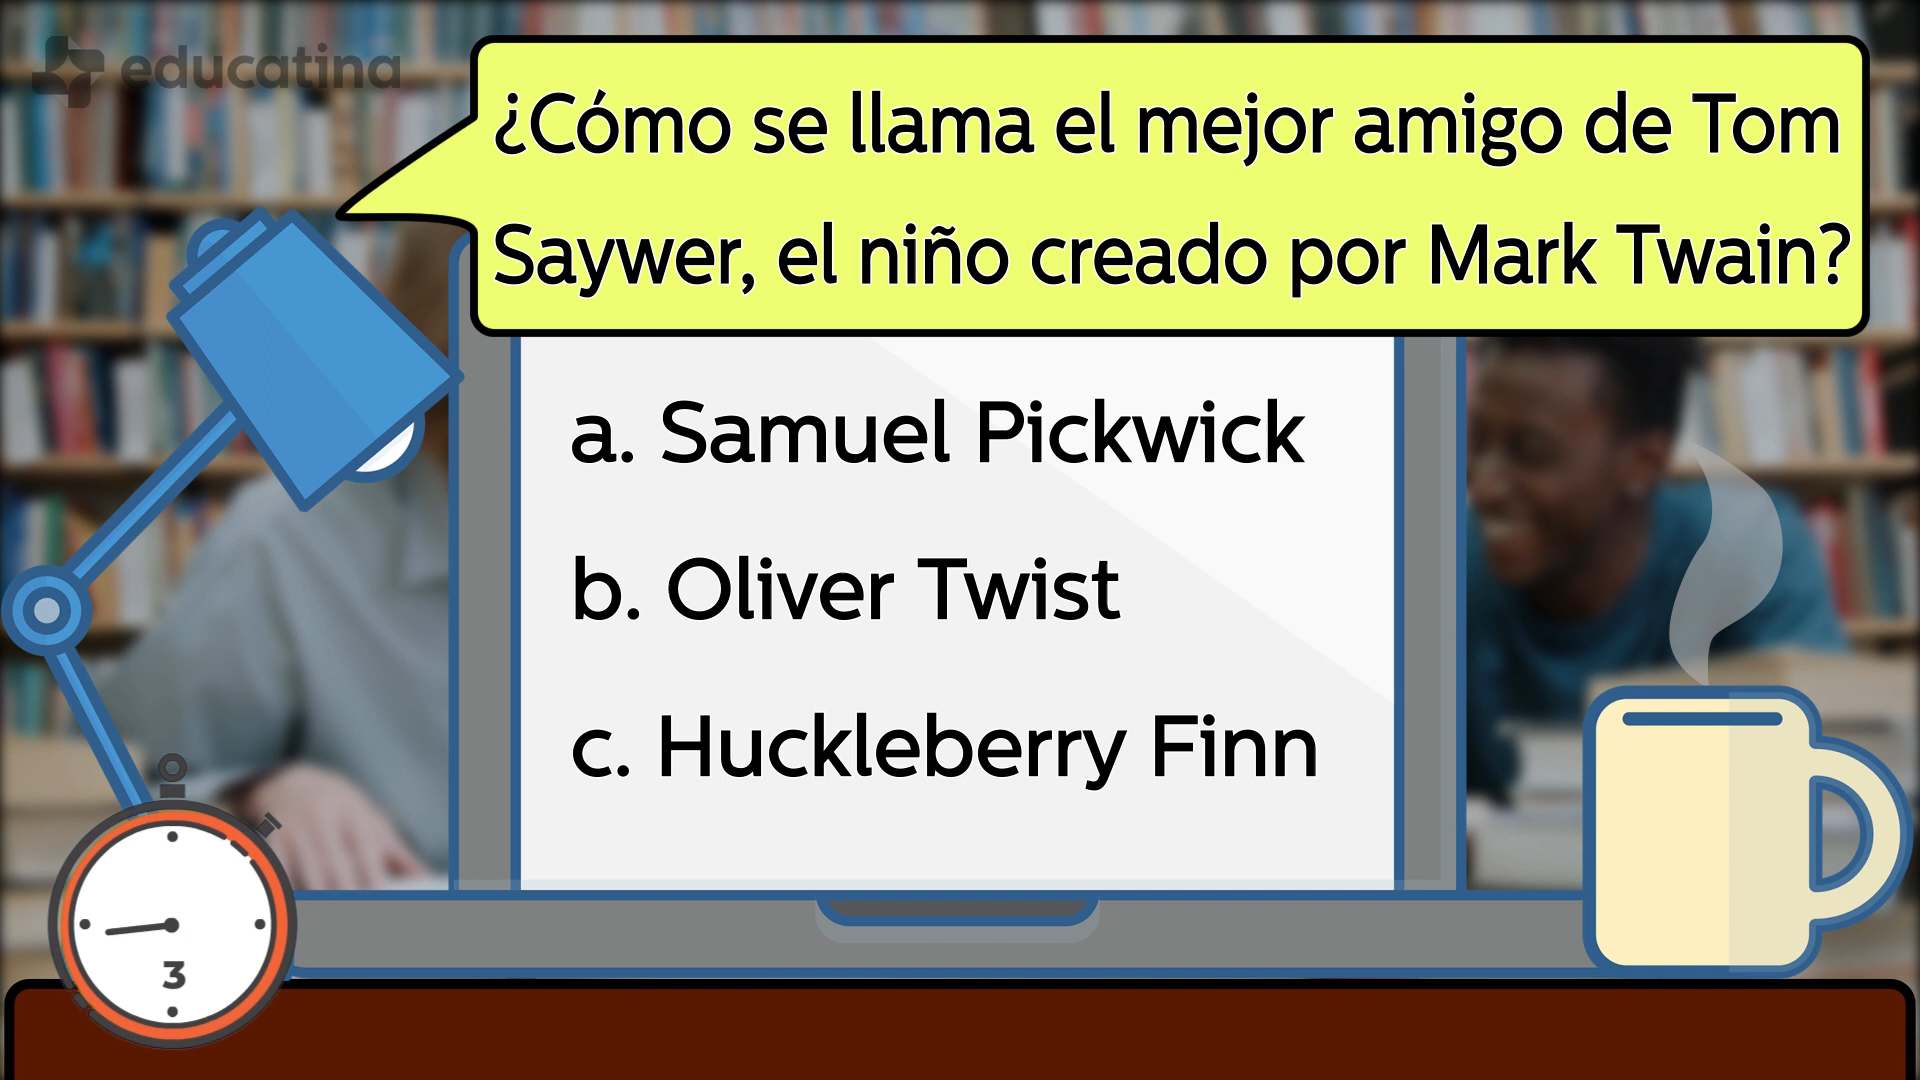 educatina
¿Cómo se llama el mejor amigo de Tom
Saywer, el niño creado por Mark Twain?
a. Samuel Pickwick
b. Oliver Twist
c. Huckleberry Finn
3